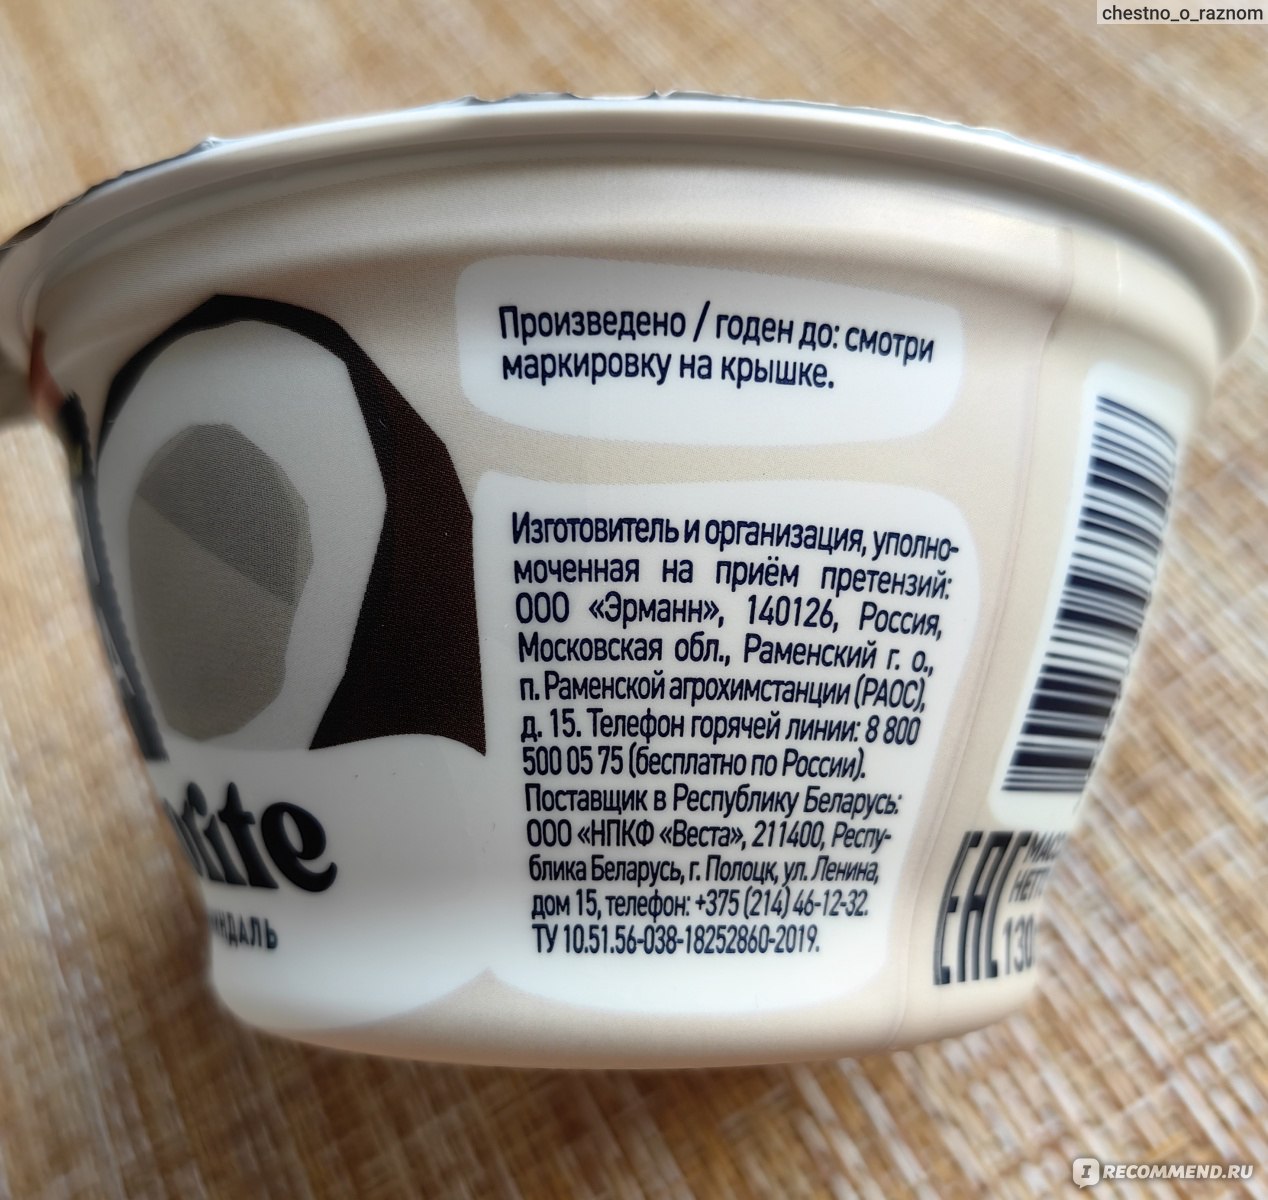 chestno_o_raznom
Произведено / годен до: смотри
маркировку на крышке.
Изготовитель и организация, уполно-
моченная на приём претензий:
ООО «Эрманн», 140126, Россия,
Московская обл., Раменский г. о.,
п. Раменской агрохимстанции (РАОС),
д. 15. Телефон горячей линии: 8 800
500 05 75 (бесплатно по России).
Поставщик в Республику Беларусь:
ООО «НПКФ «Веста», 211400, Респу-
блика Беларусь, г. Полоцк, ул. Ленина,
дом 15, телефон: +375 (214) 46-12-32.
ТУ 10.51.56-038-18252860-2019.
EAC
130
I RECOMMEND.RU